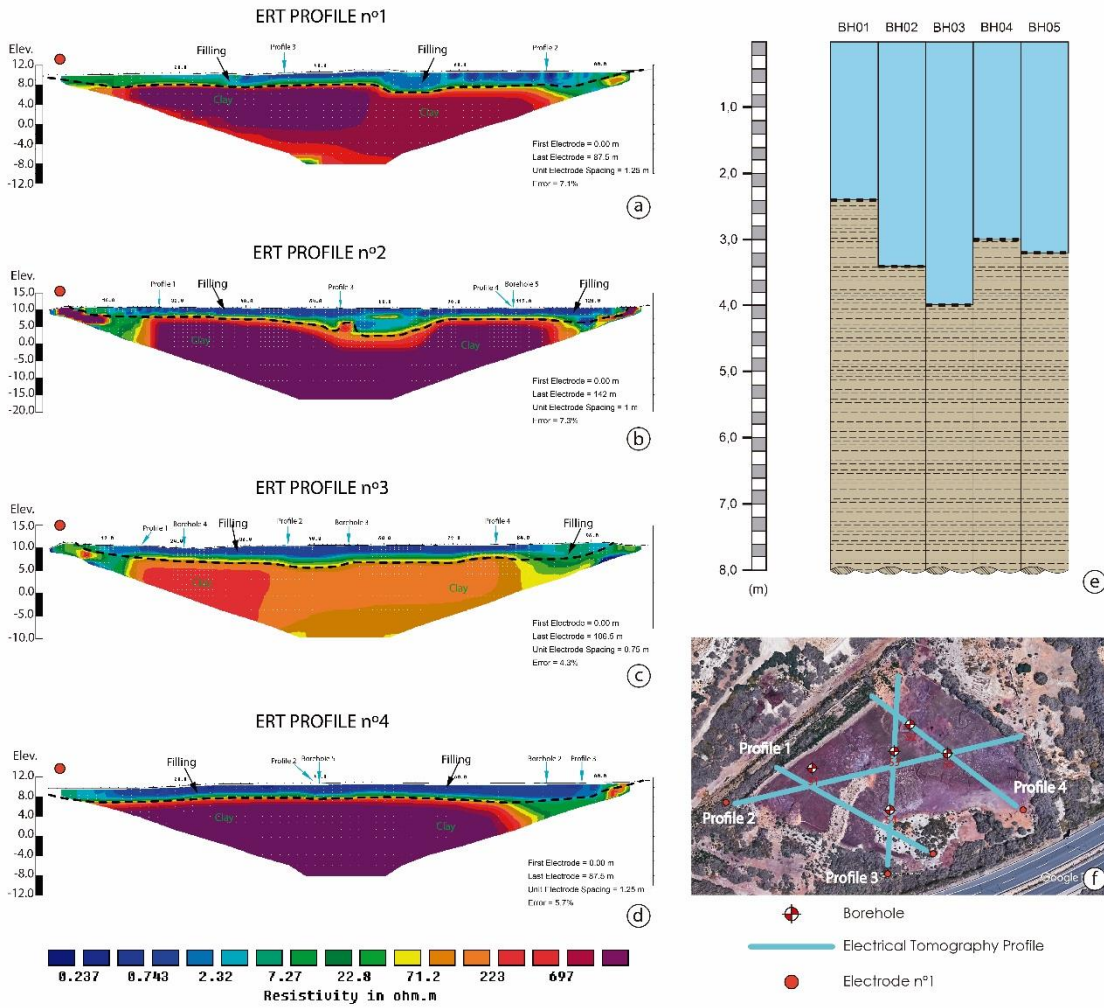 ERT PROFILE nº1
Elev.
Filling
Profile 3
Filling
Profile 2
12.0
8.0
4.0
0.0
-4.0
-8.0
-12.0
Clay
Clay
First Electrode = 0.00 m
Last Electrode = 87.5 m
Unit Electrode Spacing = 1.25 m
Error = 7.1%
a
ERT PROFILE nº2
Elev.
Profile 1
Filling
Profile 3
Profile 4
Borehole 5
Filling
15.0
10.0
5.0
0.0
-5.0
-10.0
-15.0
-20.0
Clay
Clay
First Electrode = 0.00 m
Last Electrode = 142 m
Unit Electrode Spacing = 1 m
Error = 7.3%
b
ERT PROFILE nº3
Elev.
Profile 1
Borehole 4
Filling
Profile 2
Borehole 3
Profile 4
Filling
15.0
10.0
5.0
0.0
-5.0
-10.0
Clay
Clay
First Electrode = 0.00 m
Last Electrode = 106.5 m
Unit Electrode Spacing = 0.75 m
Error = 4.3%
c
ERT PROFILE nº4
Elev.
Filling
Profile 2
Borehole 5
Filling
Borehole 2
Profile 3
12.0
8.0
4.0
0.0
-4.0
-8.0
-12.0
Clay
Clay
First Electrode = 0.00 m
Last Electrode = 87.5 m
Unit Electrode Spacing = 1.25 m
Error = 5.7%
d
0.237 0.743 2.32 7.27 22.8 71.2 223 697
Resistivity in ohm.m
BH01 BH02 BH03 BH04 BH05
1,0
2,0
3,0
4,0
5,0
6,0
7,0
8,0
(m)
e
Profile 1
Profile 2
Profile 3
Profile 4
Google
f
Borehole
Electrical Tomography Profile
Electrode nº1